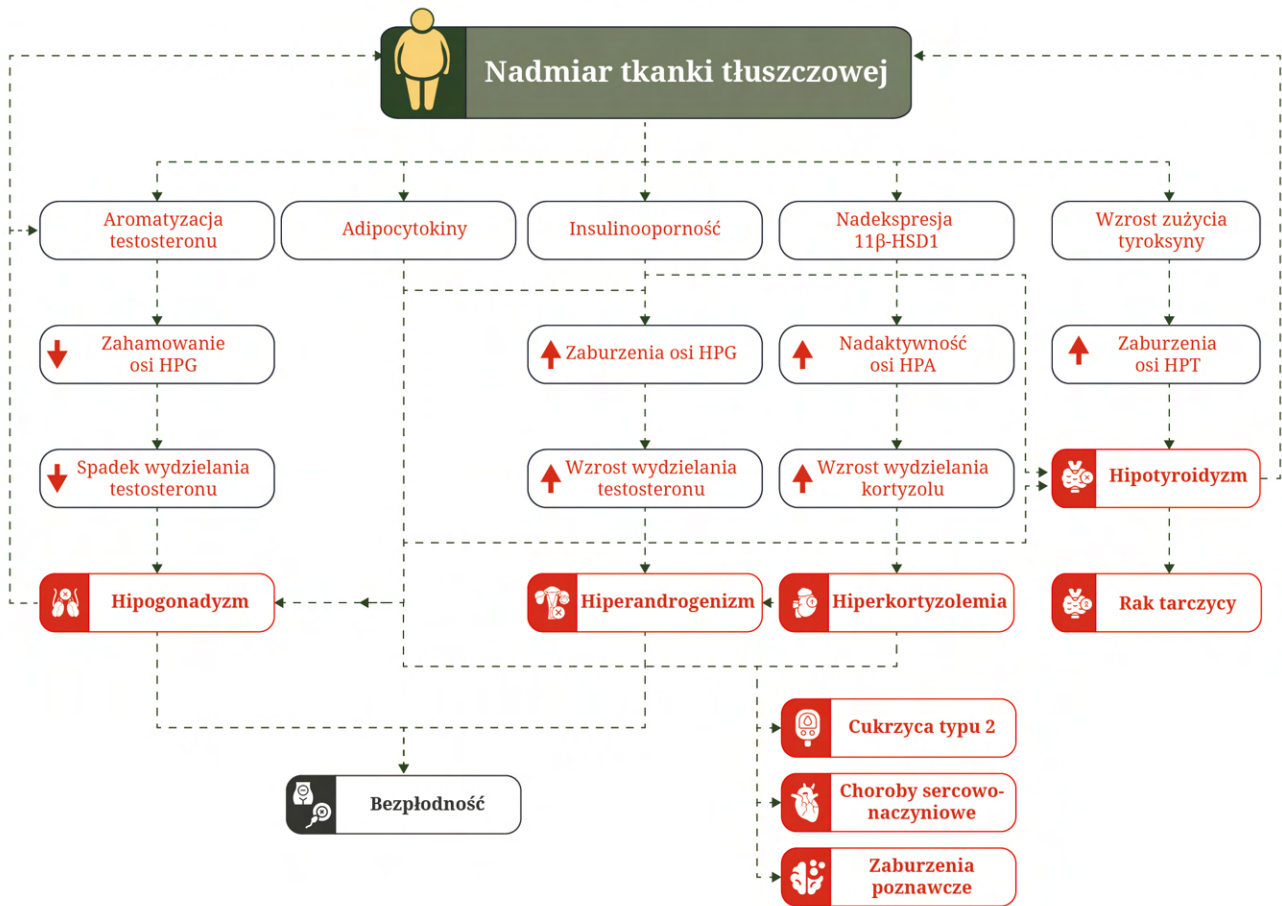 Nadmiar tkanki tłuszczowej
Aromatyzacja
testosteronu
Adipocytokiny
Insulinooporność
Nadekspresja
11β-HSD1
Wzrost zużycia
tyroksyny
Zahamowanie
osi HPG
Zaburzenia osi HPG
Nadaktywność
osi HPA
Zaburzenia
osi HPT
Spadek wydzielania
testosteronu
Wzrost wydzielania
testosteronu
Wzrost wydzielania
kortyzolu
Hipotyroidyzm
Hipogonadyzm
Hiperandrogenizm
Hiperkortyzolemia
Rak tarczycy
Cukrzyca typu 2
Bezpłodność
Choroby sercowo-
naczyniowe
Zaburzenia
poznawcze